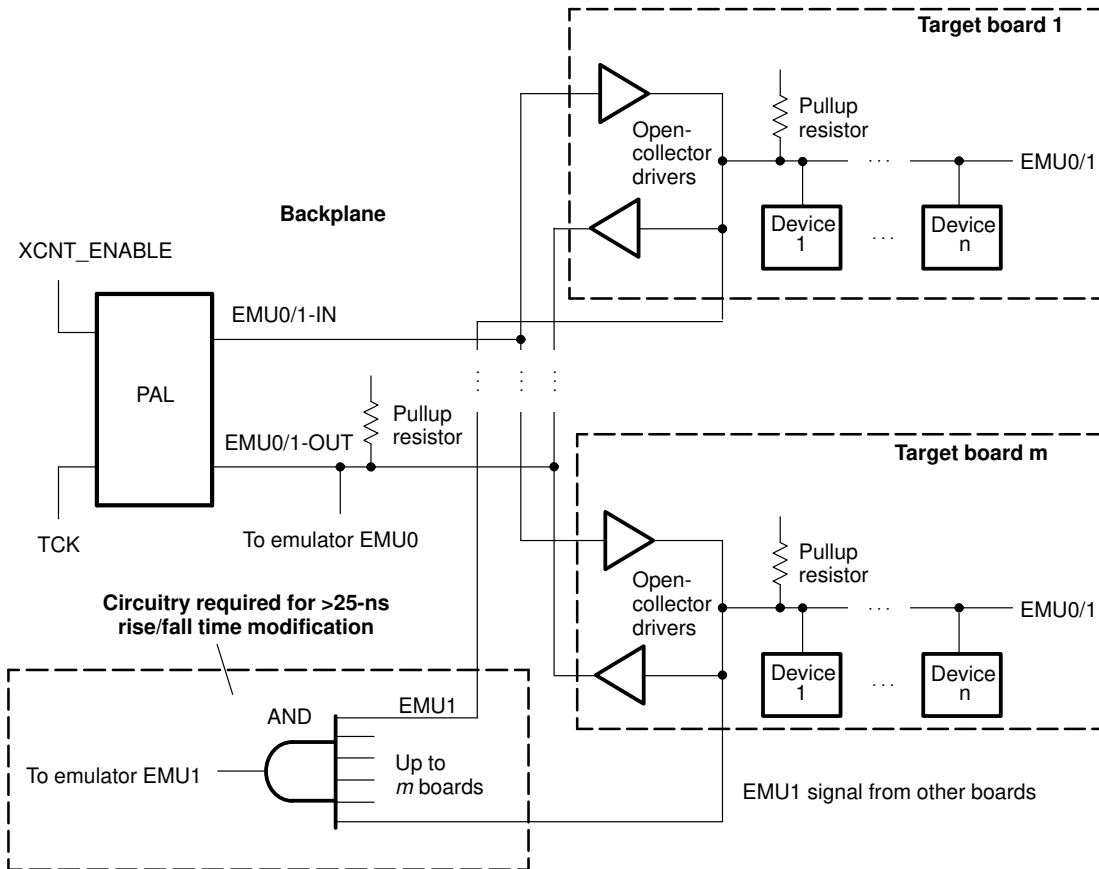 Target board 1
Pullup
resistor
Open-
collector
drivers
EMU0/1
Device
1
Device
n
. . .
. . .
Backplane
XCNT_ENABLE
EMU0/1-IN
PAL
Pullup
resistor
EMU0/1-OUT
TCK
To emulator EMU0
Target board m
Pullup
resistor
Open-
collector
drivers
EMU0/1
Device
1
Device
n
. . .
. . .
Circuitry required for >25-ns
rise/fall time modification
AND
EMU1
To emulator EMU1
Up to
m boards
EMU1 signal from other boards